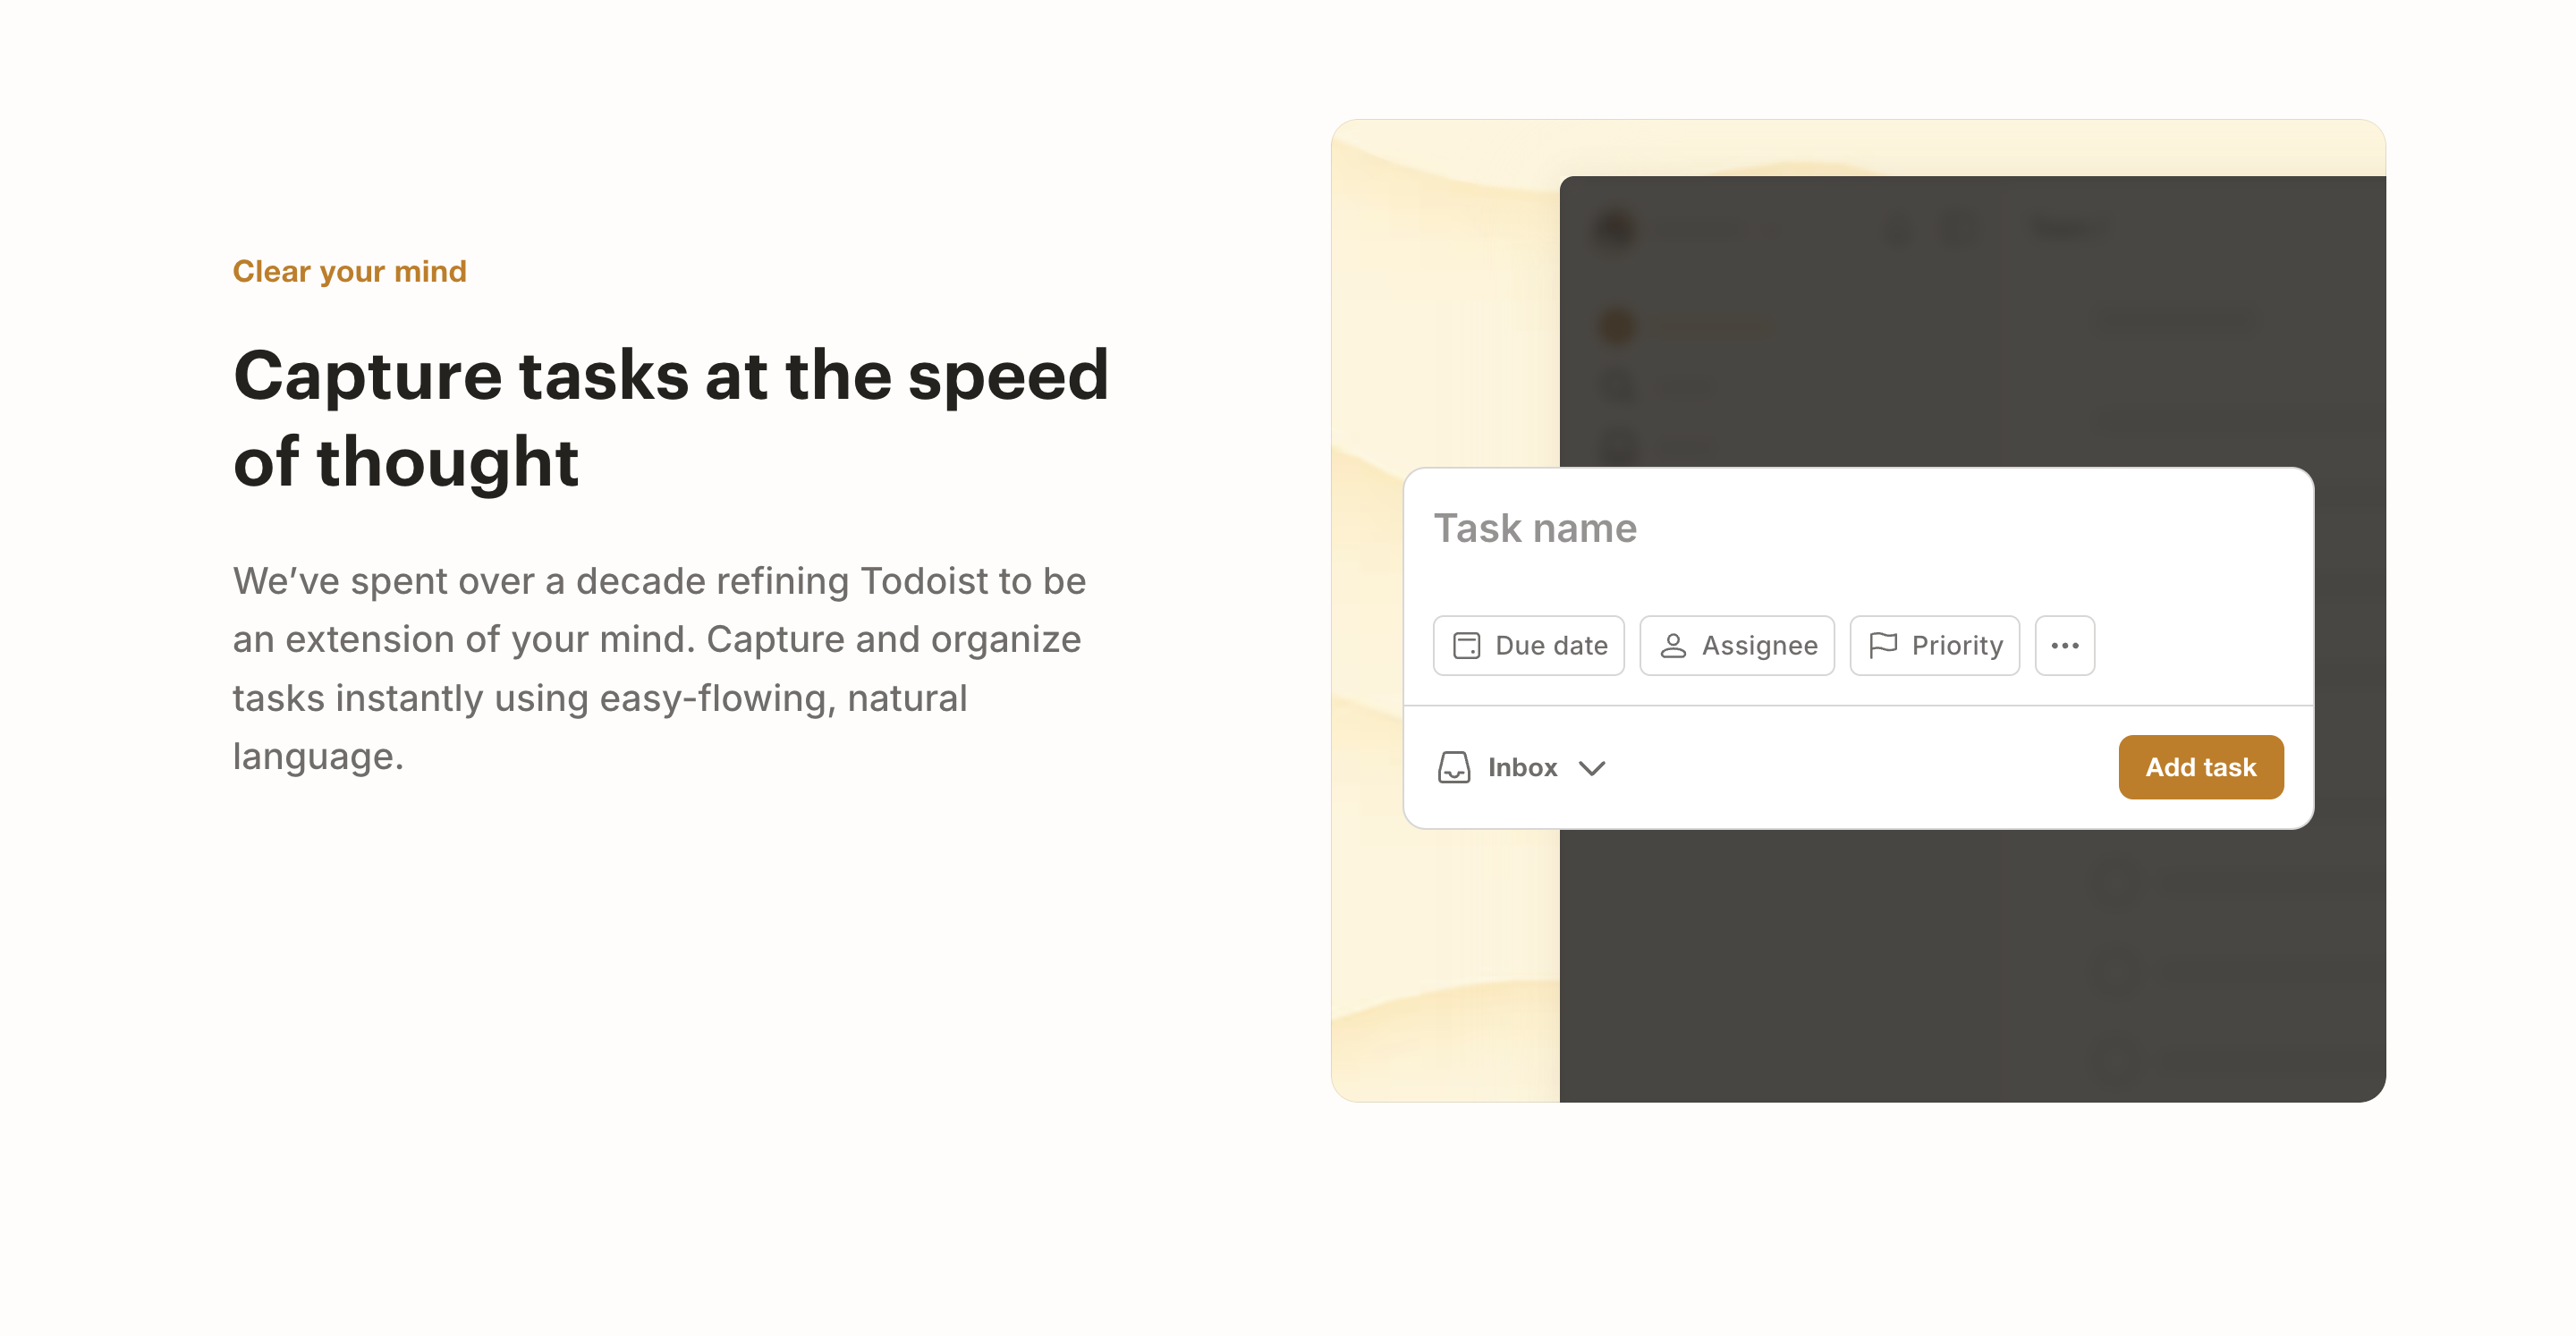 Clear your mind
Capture tasks at the speed
of thought
We’ve spent over a decade refining Todoist to be
an extension of your mind. Capture and organize
tasks instantly using easy-flowing, natural
language.
Task name
Due date Assignee Priority
Inbox Add task